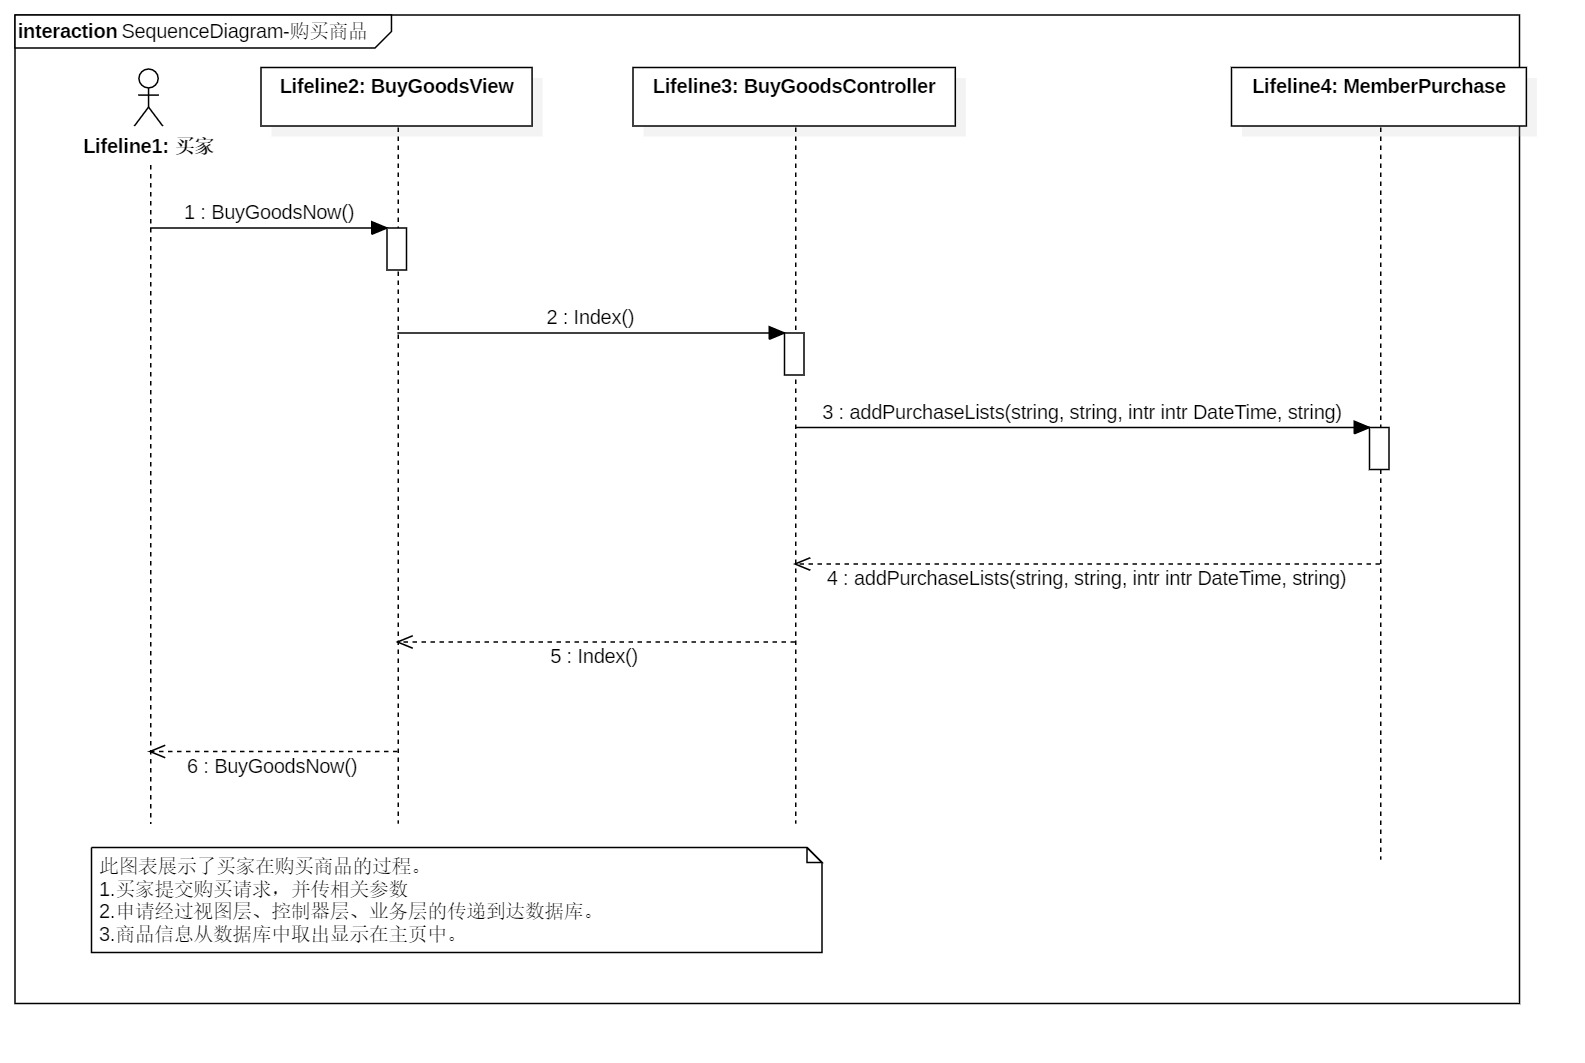 interaction SequenceDiagram-购买商品
Lifeline2: BuyGoodsView
Lifeline3: BuyGoodsController
Lifeline4: MemberPurchase
Lifeline1: 买家
1 : BuyGoodsNow()
2 : Index()
3 : addPurchaseLists(string, string, intr intr DateTime, string)
4 : addPurchaseLists(string, string, intr intr DateTime, string)
5 : Index()
6 : BuyGoodsNow()
此图表展示了买家在购买商品的过程。
1.买家提交购买请求，并传相关参数
2.申请经过视图层、控制器层、业务层的传递到达数据库。
3.商品信息从数据库中取出显示在主页中。